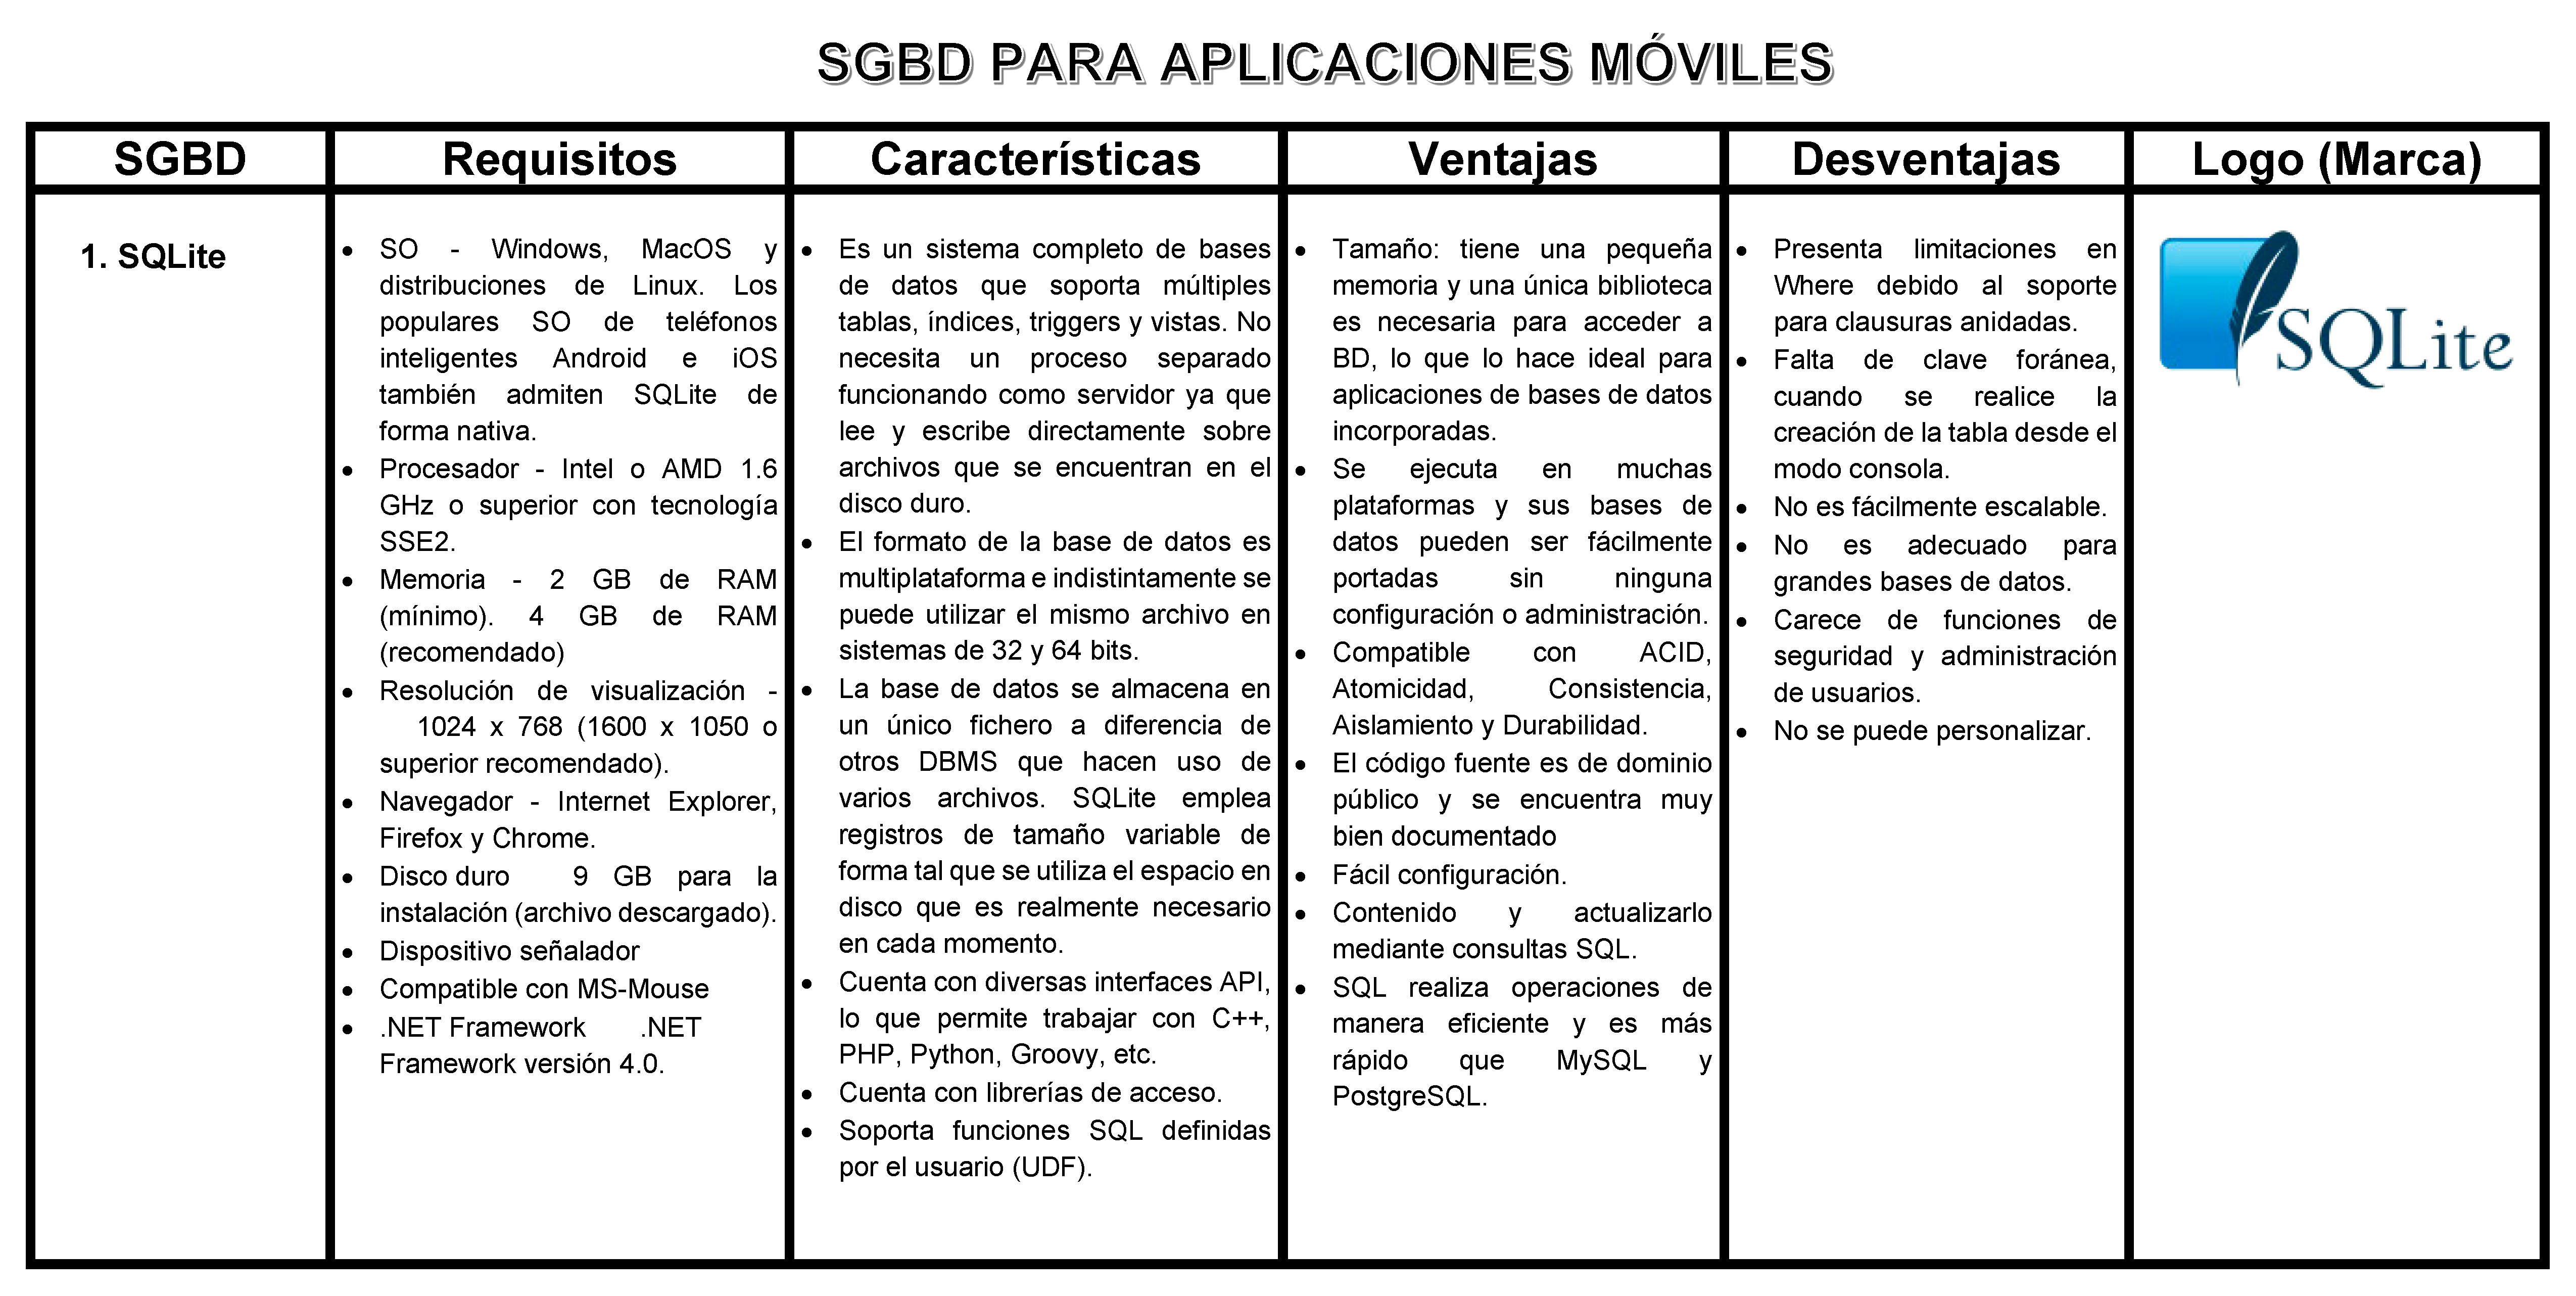 SGBD PARA APLICACIONES MÓVILES
SGBD
Requisitos
Características
Ventajas
Desventajas
Logo (Marca)
1. SQLite
• SO - Windows, MacOS y
distribuciones de Linux. Los
populares SO de teléfonos
inteligentes Android e iOS
también admiten SQLite de
forma nativa.
• Procesador - Intel o AMD 1.6
GHz o superior con tecnología
SSE2.
• Memoria - 2 GB de RAM
(mínimo). 4 GB de RAM
(recomendado)
• Resolución de visualización -
1024 x 768 (1600 x 1050 o
superior recomendado).
• Navegador - Internet Explorer,
Firefox y Chrome.
• Disco duro 9 GB para la
instalación (archivo descargado).
• Dispositivo señalador
• Compatible con MS-Mouse
• .NET Framework .NET
Framework versión 4.0.
• Es un sistema completo de bases
de datos que soporta múltiples
tablas, índices, triggers y vistas. No
necesita un proceso separado
funcionando como servidor ya que
lee y escribe directamente sobre
archivos que se encuentran en el
disco duro.
• El formato de la base de datos es
multiplataforma e indistintamente se
puede utilizar el mismo archivo en
sistemas de 32 y 64 bits.
• La base de datos se almacena en
un único fichero a diferencia de
otros DBMS que hacen uso de
varios archivos. SQLite emplea
registros de tamaño variable de
forma tal que se utiliza el espacio en
disco que es realmente necesario
en cada momento.
• Cuenta con diversas interfaces API,
lo que permite trabajar con C++,
PHP, Python, Groovy, etc.
• Cuenta con librerías de acceso.
• Soporta funciones SQL definidas
por el usuario (UDF).
• Tamaño: tiene una pequeña
memoria y una única biblioteca
es necesaria para acceder a
BD, lo que lo hace ideal para
aplicaciones de bases de datos
incorporadas.
• Se ejecuta en muchas
plataformas y sus bases de
datos pueden ser fácilmente
portadas sin ninguna
configuración o administración.
• Compatible con ACID,
Atomicidad, Consistencia,
Aislamiento y Durabilidad.
• El código fuente es de dominio
público y se encuentra muy
bien documentado
• Fácil configuración.
• Contenido y actualizarlo
mediante consultas SQL.
• SQL realiza operaciones de
manera eficiente y es más
rápido que MySQL y
PostgreSQL.
• Presenta limitaciones en
Where debido al soporte
para clausuras anidadas.
• Falta de clave foránea,
cuando se realice la
creación de la tabla desde el
modo consola.
• No es fácilmente escalable.
• No es adecuado para
grandes bases de datos.
• Carece de funciones de
seguridad y administración
de usuarios.
• No se puede personalizar.
SQLite